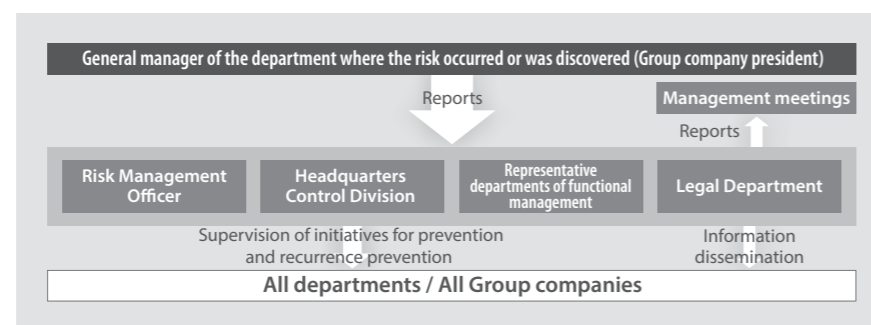 General manager of the department where the risk occurred or was discovered (Group company president)
Reports
Management meetings
Reports
Risk Management
Officer
Headquarters
Control Division
Representative
departments of functional
management
Legal Department
Supervision of initiatives for prevention
and recurrence prevention
Information
dissemination
All departments / All Group companies